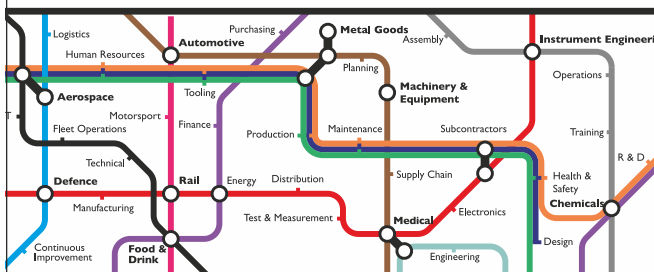 Purchasing
Metal Goods
Logistics
Automotive
Assembly
Instrument Engineeri
Human Resources
Planning
Operations
Tooling
Machinery &
Equipment
Aerospace
T
Motorsport
Finance
Fleet Operations
Production
Maintenance
Subcontractors
Training
Technical
R & D
Defence
Rail
Energy
Distribution
Supply Chain
Health &
Safety
Manufacturing
Test & Measurement
Electronics
Chemicals
Medical
Continuous
Improvement
Food &
Drink
Engineering
Design